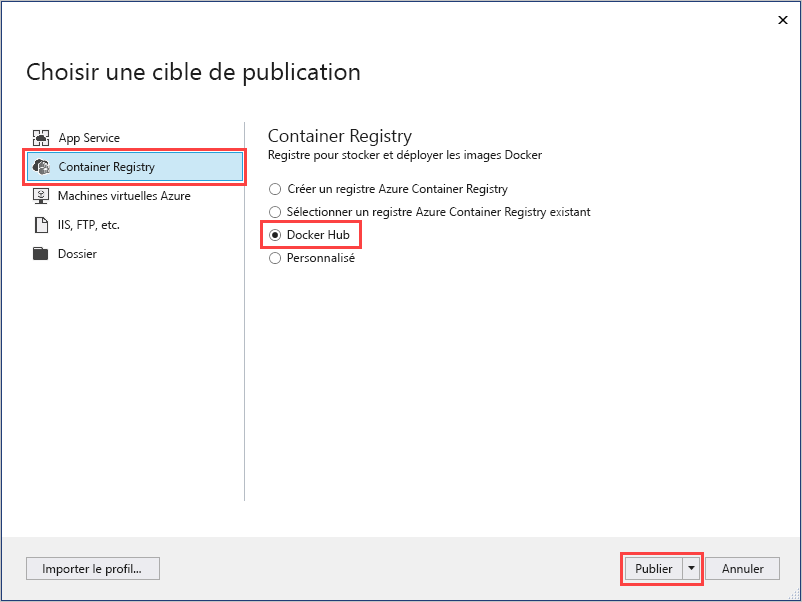 Choisir une cible de publication
App Service
Container Registry
Machines virtuelles Azure
IIS, FTP, etc.
Dossier
Container Registry
Registre pour stocker et déployer les images Docker
Créer un registre Azure Container Registry
Sélectionner un registre Azure Container Registry existant
Docker Hub
Personnalisé
Importer le profil...
Publier
Annuler